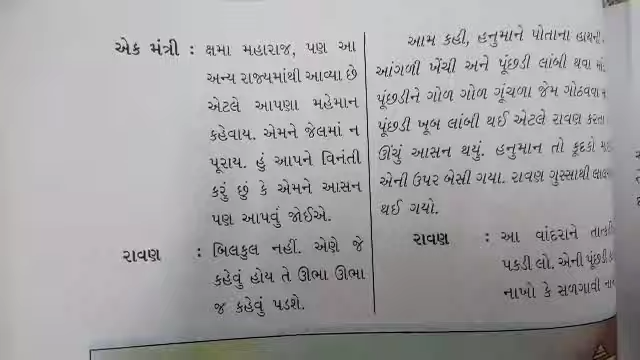 એક મંત્રી : ક્ષમા મહારાજ, પણ આ
અન્ય રાજ્યમાંથી આવ્યા છે
એટલે આપણા મહેમાન
કહેવાય. એમને જેલમાં ન
પૂરાય. હું આપને વિનંતી
કરું છું કે એમને આસન
પણ આપવું જોઈએ.
રાવણ : બિલકુલ નહીં. એણે જે
કહેવું હોય તે ઊભા ઊભા
જ કહેવું પડશે.
આમ કહી, હનુમાને પોતાના
આંગળી ખેંચી અને પૂંછડી લાંબી થવા
પૂંછડીને ગોળ ગોળ ગૂંચળા જેમ ગોઠવવા
પૂંછડી ખૂબ લાંબી થઈ એટલે રાવણ કરતા
ઊંચું આસન થયું. હનુમાન તો કૂદકો
એની ઉપર બેસી ગયા. રાવણ ગુસ્સાથી
થઈ ગયો.
રાવણ : આ વાંદરાને
પકડી લો. એની પૂંછડી
નાખો કે સળગાવી